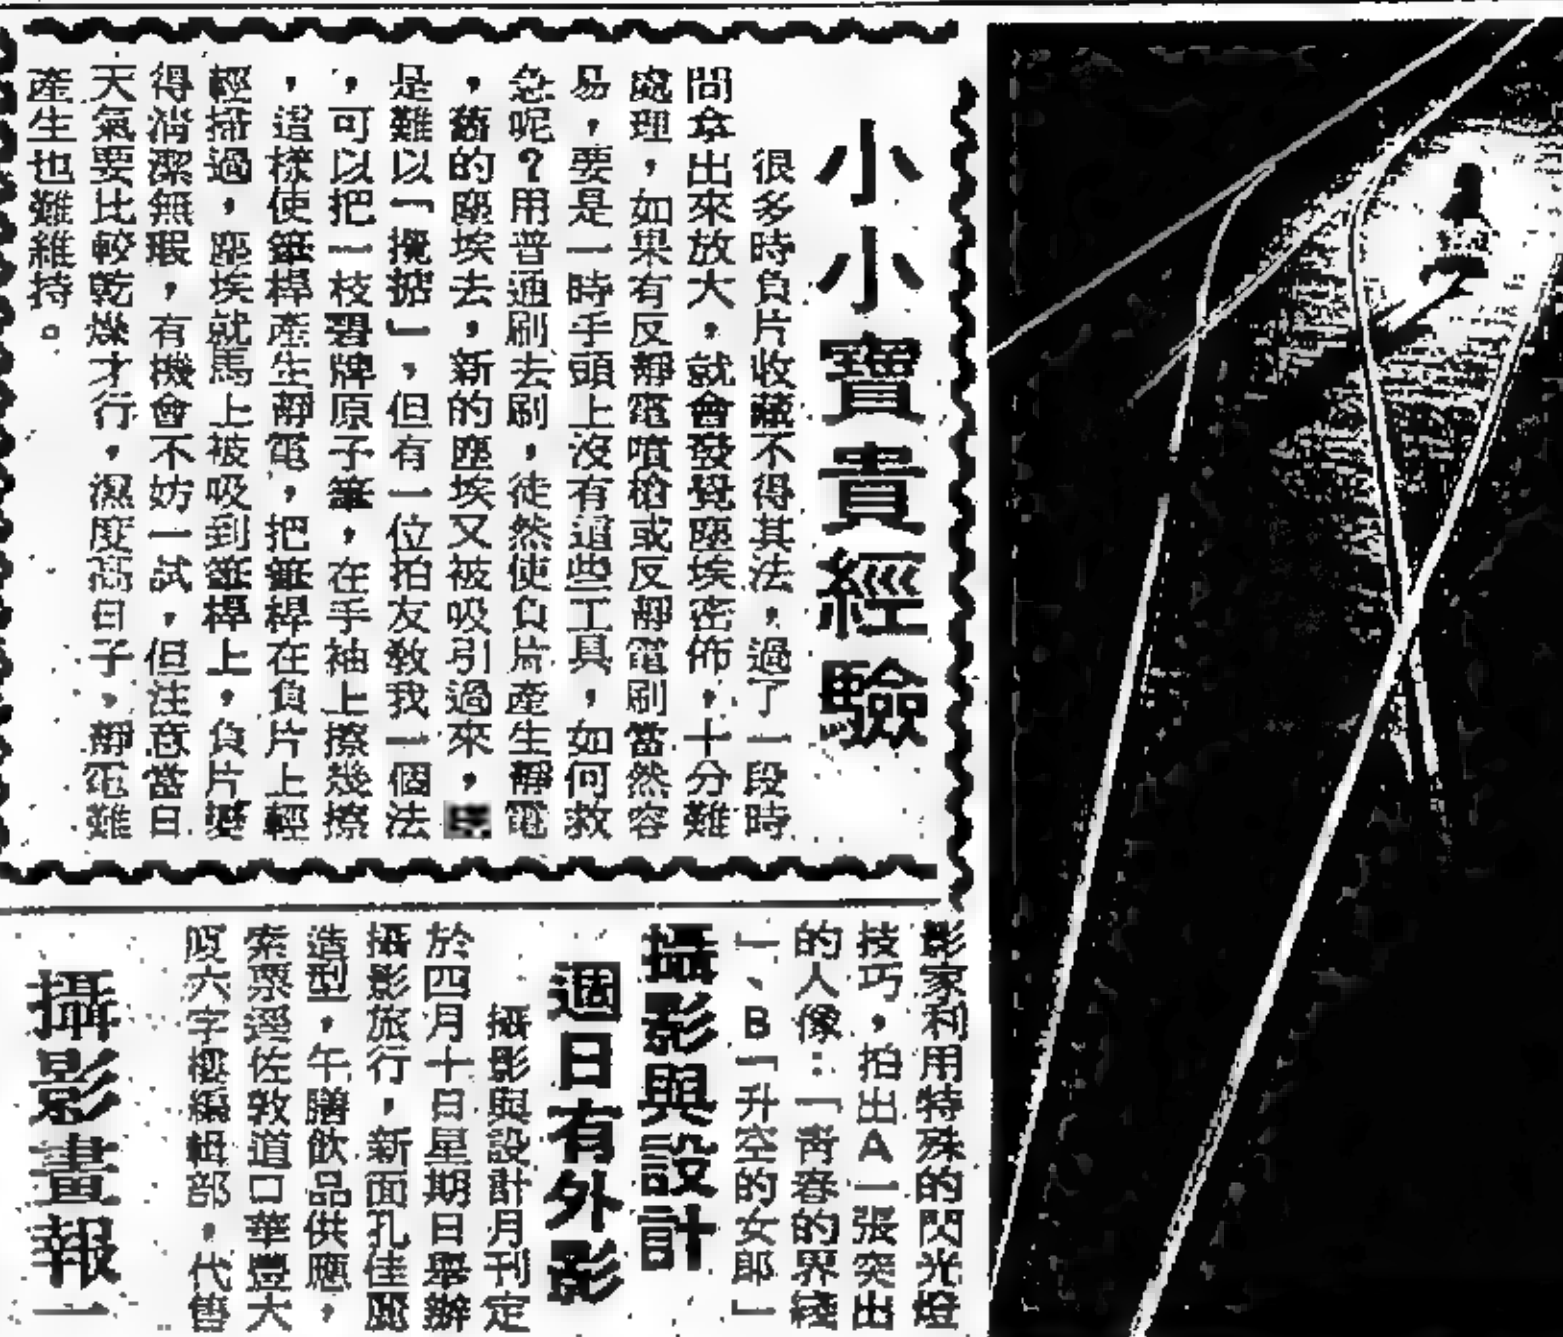 小小寶貴經驗
很多時負片收藏不得其法，過了一段時
間拿出來放大，就會發覺塵埃密佈，十分難
處理，如果有反靜電噴槍或反靜電刷當然容
易，要是一時手頭上沒有這些工具，如何救
急呢？用普通刷去刷，徒然使負片產生靜電
，舊的塵埃去，新的塵埃又被吸引過來，
是難以「攪掂」，但有一位拍友教我一個法
，可以把一枝碧牌原子筆，在手袖上擦幾擦
，這樣使筆桿產生靜電，把筆桿在負片上輕
輕掃過，塵埃就馬上被吸到筆桿上，負片變
得清潔無瑕，有機會不妨一試，但注意當日
天氣要比較乾燥才行，濕度高日子，靜電難
產生也難維持。
影家利用特殊的閃光燈
技巧，拍出A一張突出
的人像：「青春的界綫
」、B「升空的女郎」
攝影與設計
週日有外影
攝影與設計月刊定
於四月十日星期日舉辦
攝影旅行，新面孔佳麗
造型，午膳飲品供應，
索票逕佐敦道口華豐大
廈六字樓編輯部，代售
攝影畫報一